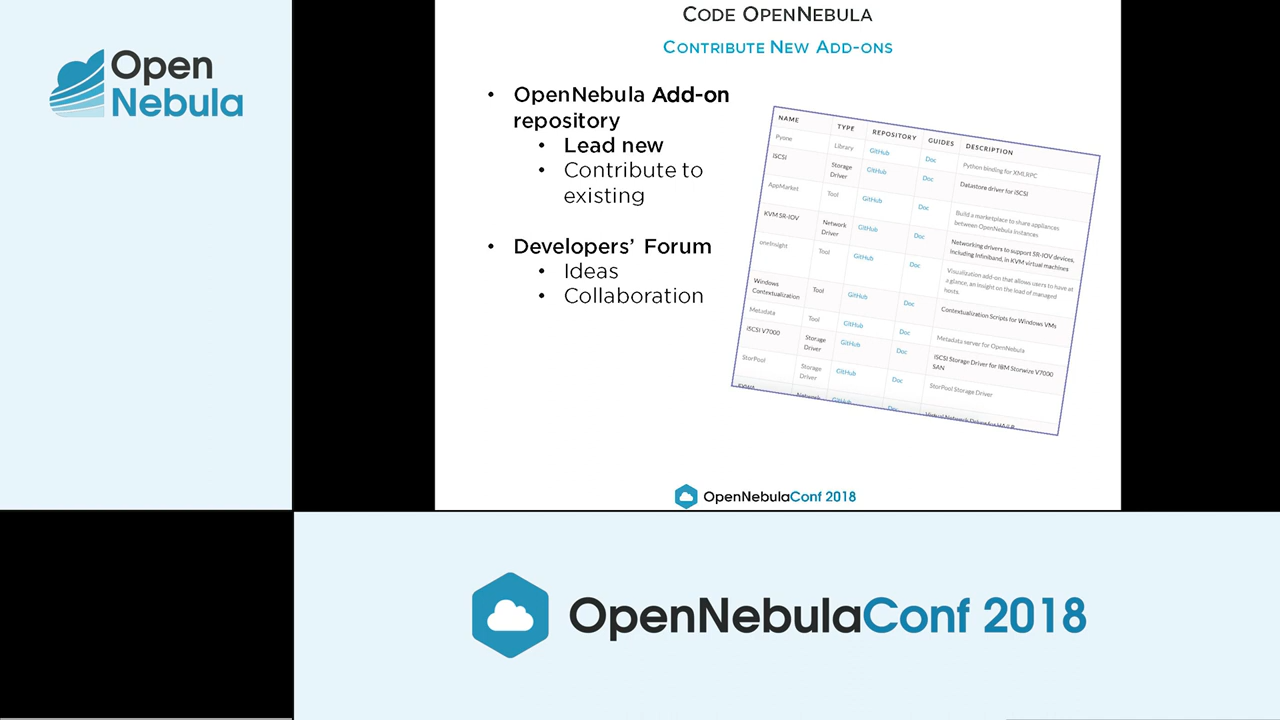 Open
Nebula
CODE OPENNEBULA
CONTRIBUTE NEW ADD-ONS
• OpenNebula Add-on
repository
• Lead new
• Contribute to
existing
• Developers' Forum
• Ideas
• Collaboration
NAME TYPE REPOSITORY GUIDES DESCRIPTION
Pyone Library GitHub Doc Python binding for XMLRPC
iSCSI Storage Driver GitHub Doc Datastore driver for iSCSI
AppMarket Tool GitHub Doc Build a marketplace to share appliances
between OpenNebula instances
KVM SR-IOV Network Driver GitHub Doc Networking drivers to support SR-IOV devices,
including Infiniband, in KVM virtual machines
oneInsight Tool GitHub Doc Visualization add-on that allows users to have at
a glance, an insight on the load of managed
hosts.
Windows Contextualization Tool GitHub Doc Contextualization Scripts for Windows VMs
Metadata Tool GitHub Doc Metadata server for OpenNebula
iSCSI V7000 Storage Driver GitHub Doc iSCSI Storage Driver for IBM Storwize V7000
SAN
StorPool Storage Driver GitHub Doc StorPool Storage Driver
Network GitHub Doc Virtual Network Driver for
OpenNebulaConf 2018
OpenNebulaConf 2018